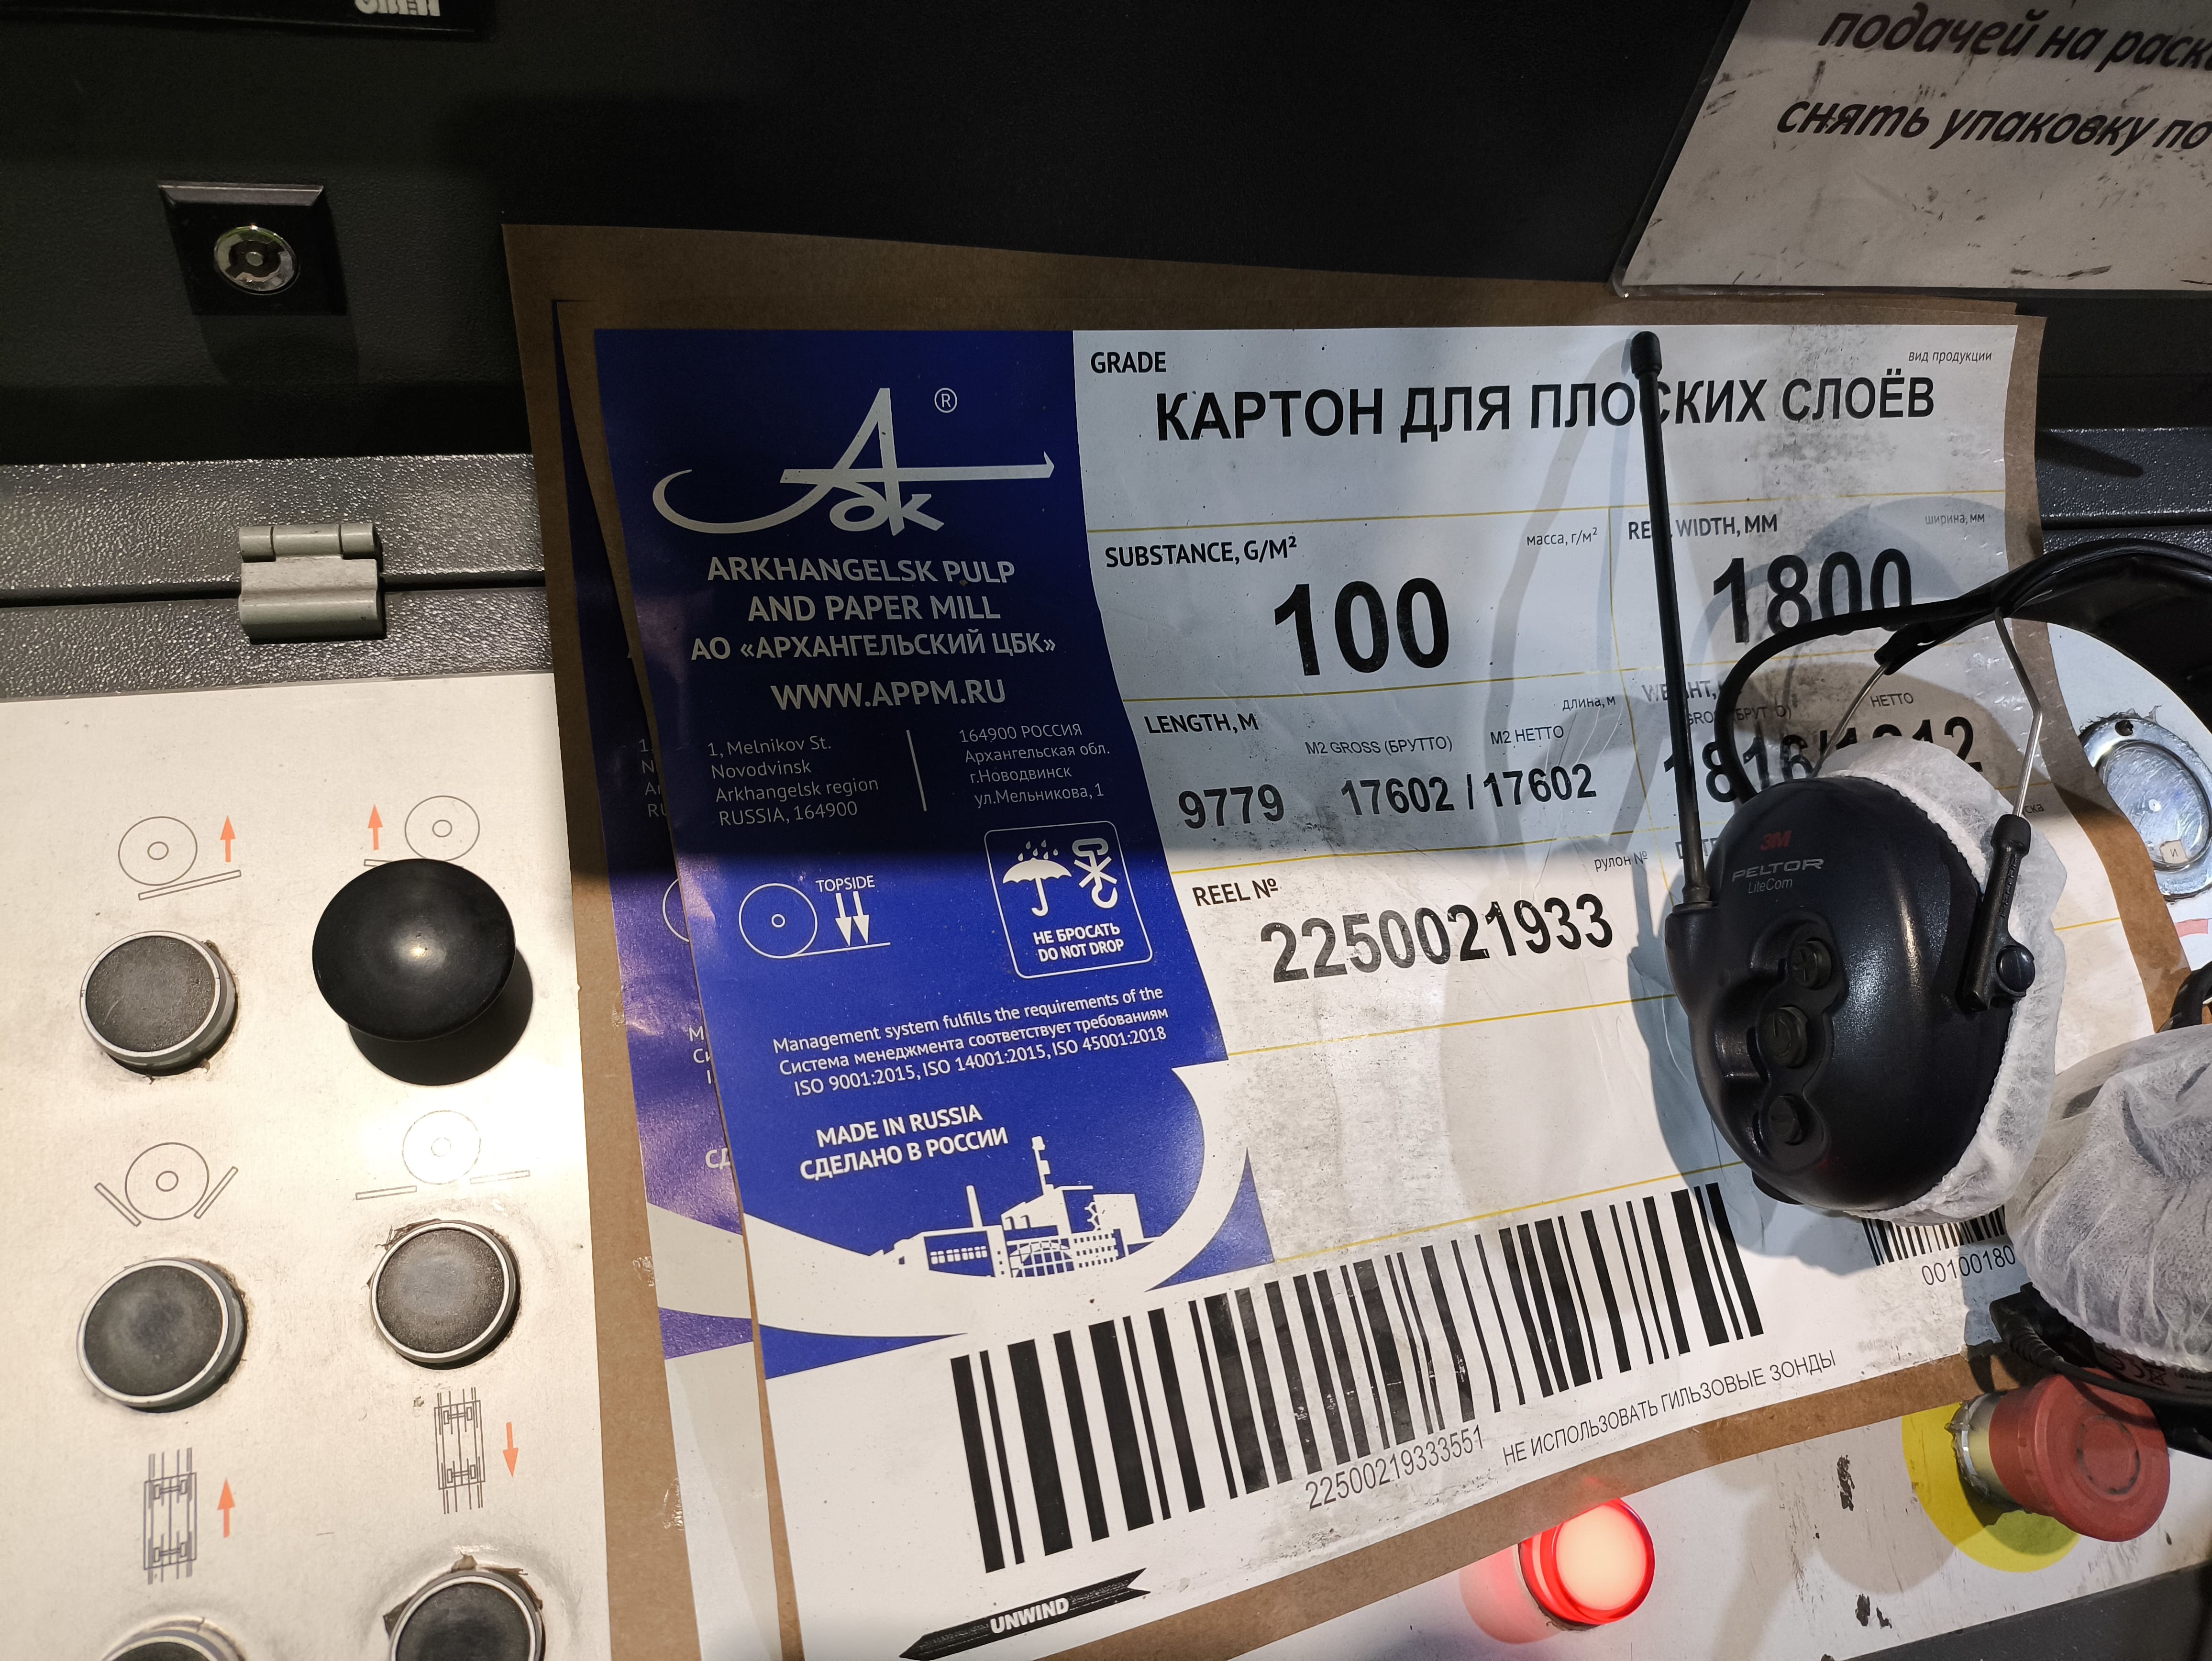 подачей на
снять упаковку по
GRADE
вид продукции
КАРТОН ДЛЯ ПЛОСКИХ СЛОЁВ
Адк ®
ARKHANGELSK PULP
AND PAPER MILL
АО «АРХАНГЕЛЬСКИЙ ЦБК»
WWW.APPM.RU
1, Melnikov St.
Novodvinsk
Arkhangelsk region
RUSSIA, 164900
164900 РОССИЯ
Архангельская обл.
г.Новодвинск
ул.Мельникова, 1
TOPSIDE
НЕ БРОСАТЬ
DO NOT DROP
Management system fulfills the requirements of the
Система менеджмента соответствует требованиям
ISO 9001:2015, ISO 14001:2015, ISO 45001:2018
MADE IN RUSSIA
СДЕЛАНО В РОССИИ
SUBSTANCE, G/M²
масса, г/м²
100
WIDTH, MM
ширина, мм
1800
LENGTH, M
длина, м
M2 GROSS (БРУТТО) М2 НЕТТО
9779 17602 / 17602
НЕТТО
REEL №
рулон №
2250021933
3M
PELTOR
LiteCom
00100180
22500219333551
НЕ ИСПОЛЬЗОВАТЬ ГИЛЬЗОВЫЕ ЗОНДЫ
UNWIND